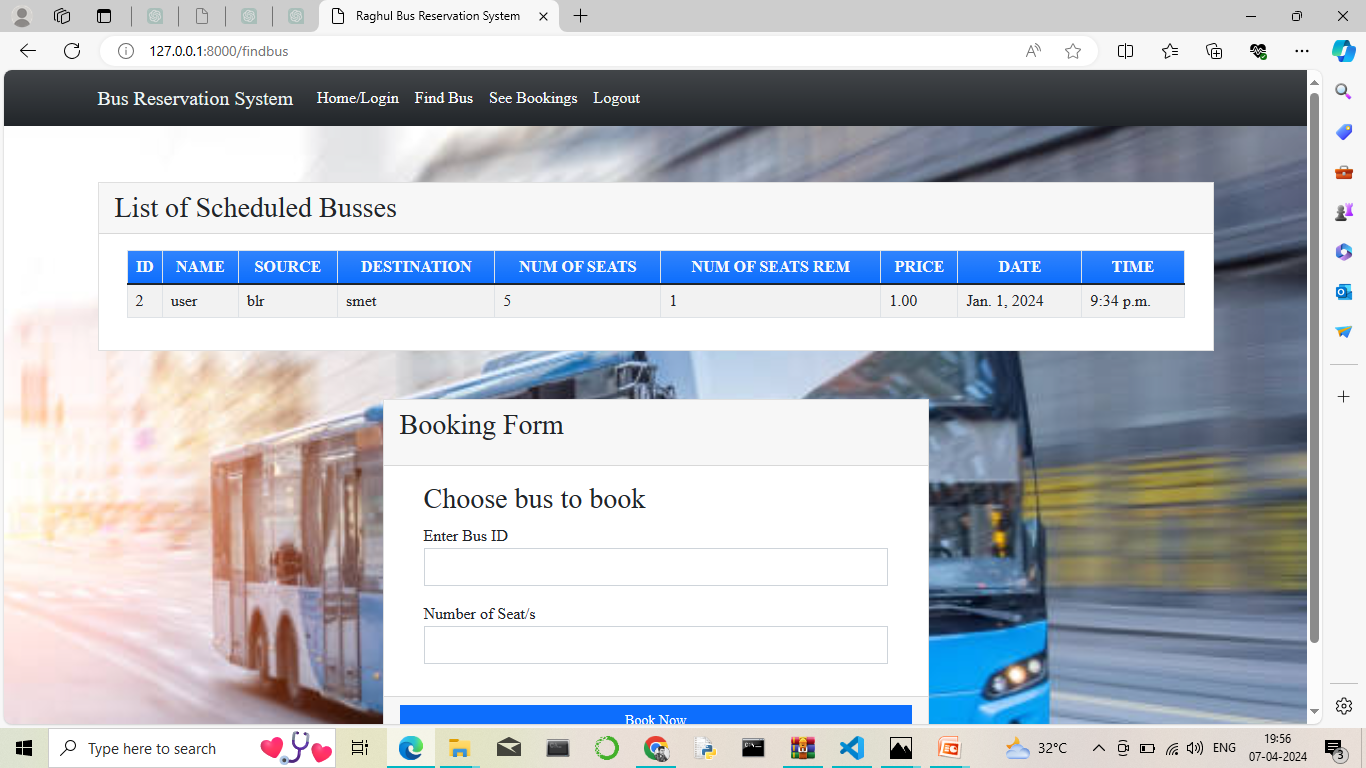 Raghul Bus Reservation System
127.0.0.1:8000/findbus
Bus Reservation System Home/Login Find Bus See Bookings Logout
List of Scheduled Busses
ID NAME SOURCE DESTINATION NUM OF SEATS NUM OF SEATS REM PRICE DATE TIME
2 user blr smet 5 1 1.00 Jan. 1, 2024 9:34 p.m.
Booking Form
Choose bus to book
Enter Bus ID
Number of Seat/s
Book Now
Type here to search 32°C ENG 19:56
07-04-2024 3